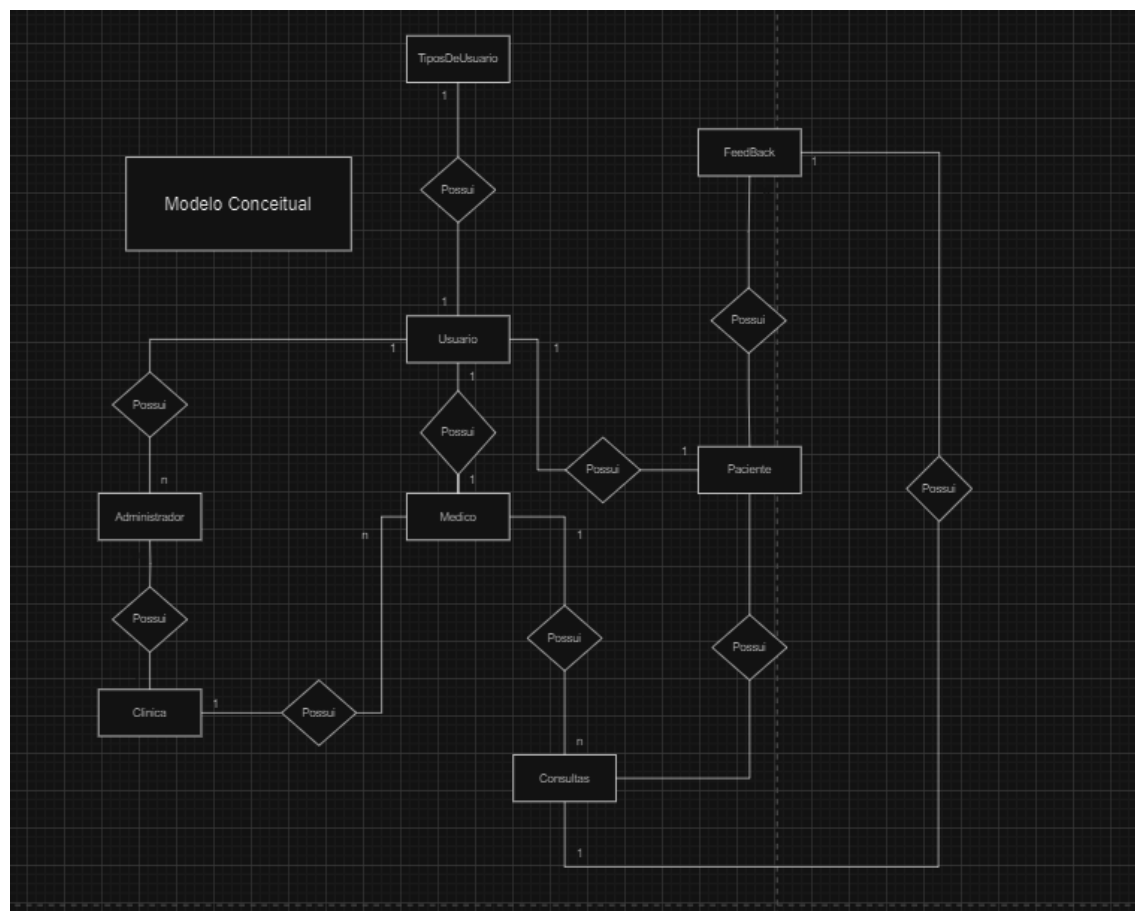 TiposDeUsuario
1
FeedBack
1
Modelo Conceitual
Possui
1
Possui
Usuario
1
1
1
Possui
Possui
1
Possui
1
Paciente
n
1
Possui
Administrador
Medico
n
1
Possui
Possui
Possui
1
Clinica
Possui
n
Consultas
1